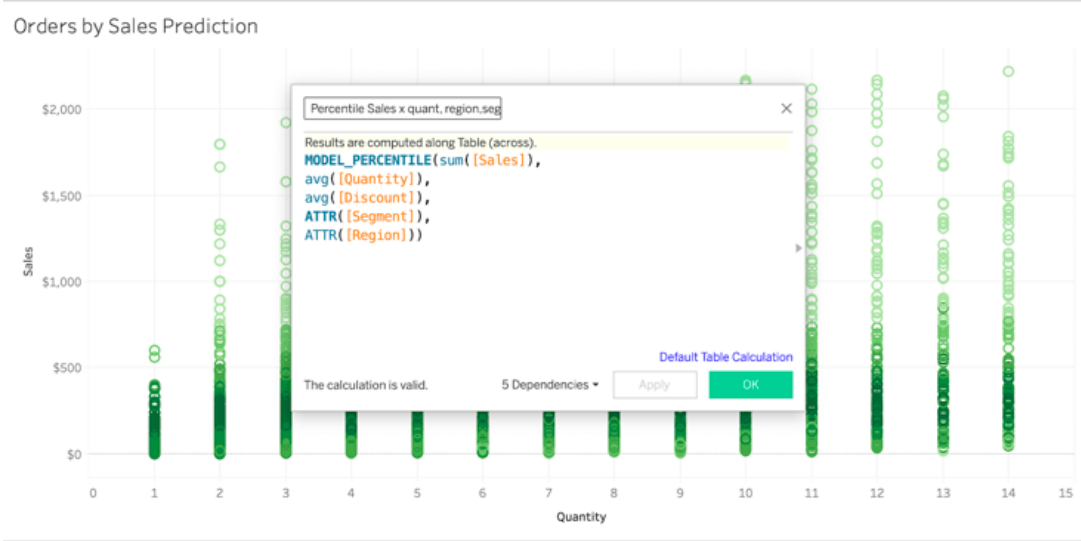 Orders by Sales Prediction
Percentile Sales x quant, region,seg
Results are computed along Table (across).
MODEL_PERCENTILE(sum([Sales]),
avg([Quantity]),
avg([Discount]),
ATTR([Segment]),
ATTR([Region]))
Default Table Calculation
The calculation is valid.
5 Dependencies
Apply
OK
Sales
$2,000
$1,500
$1,000
$500
$0
0 1 2 3 4 5 6 7 8 9 10 11 12 13 14 15
Quantity